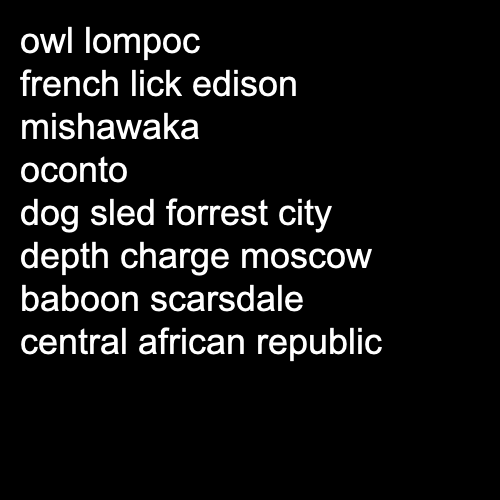 owl lompoc
french lick edison
mishawaka
oconto
dog sled forrest city
depth charge moscow
baboon scarsdale
central african republic